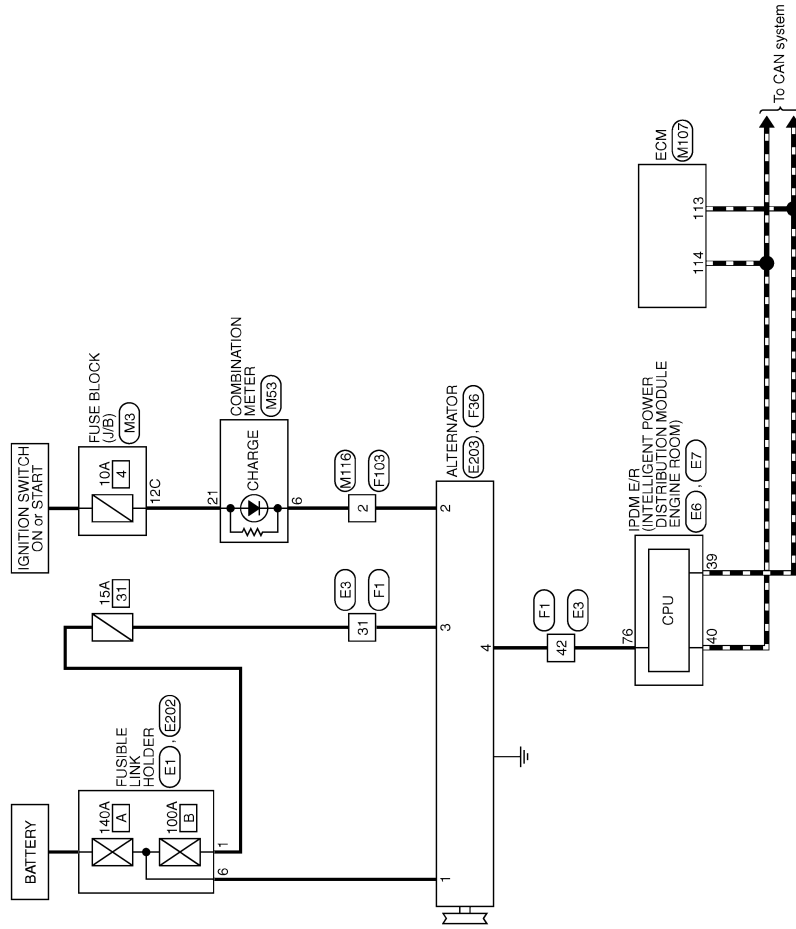 BATTERY
FUSIBLE
LINK
HOLDER
E1 , E202
140A
A
100A
B
6
1
15A
31
IGNITION SWITCH
ON or START
FUSE BLOCK
(J/B)
M3
10A
4
12C
COMBINATION
METER
M53
21
CHARGE
6
E3
31
F1
M116
2
F103
ALTERNATOR
E203 , F36
1
3
2
4
F1
42
E3
IPDM E/R
(INTELLIGENT POWER
DISTRIBUTION MODULE
ENGINE ROOM)
E6 , E7
76
CPU
40
39
ECM
M107
114
113
To CAN system